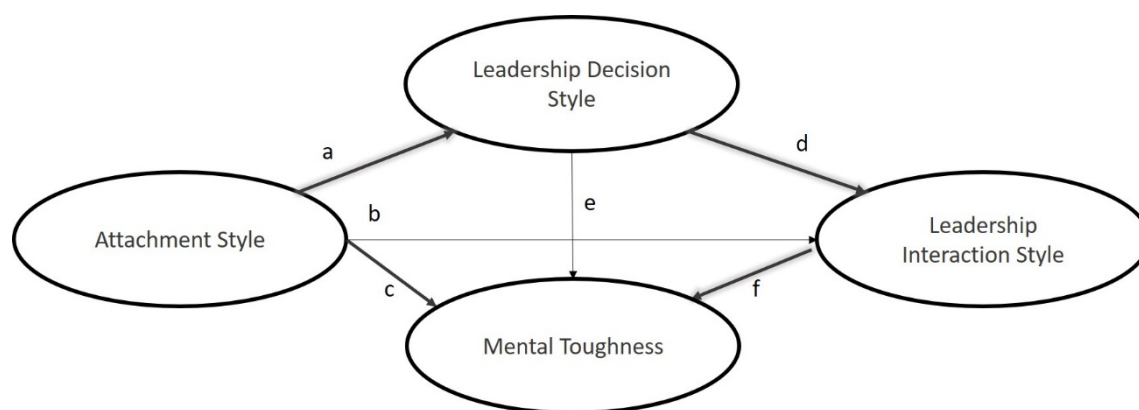 Leadership Decision
Style
a
d
b
e
Attachment Style
Leadership
Interaction Style
c
f
Mental Toughness